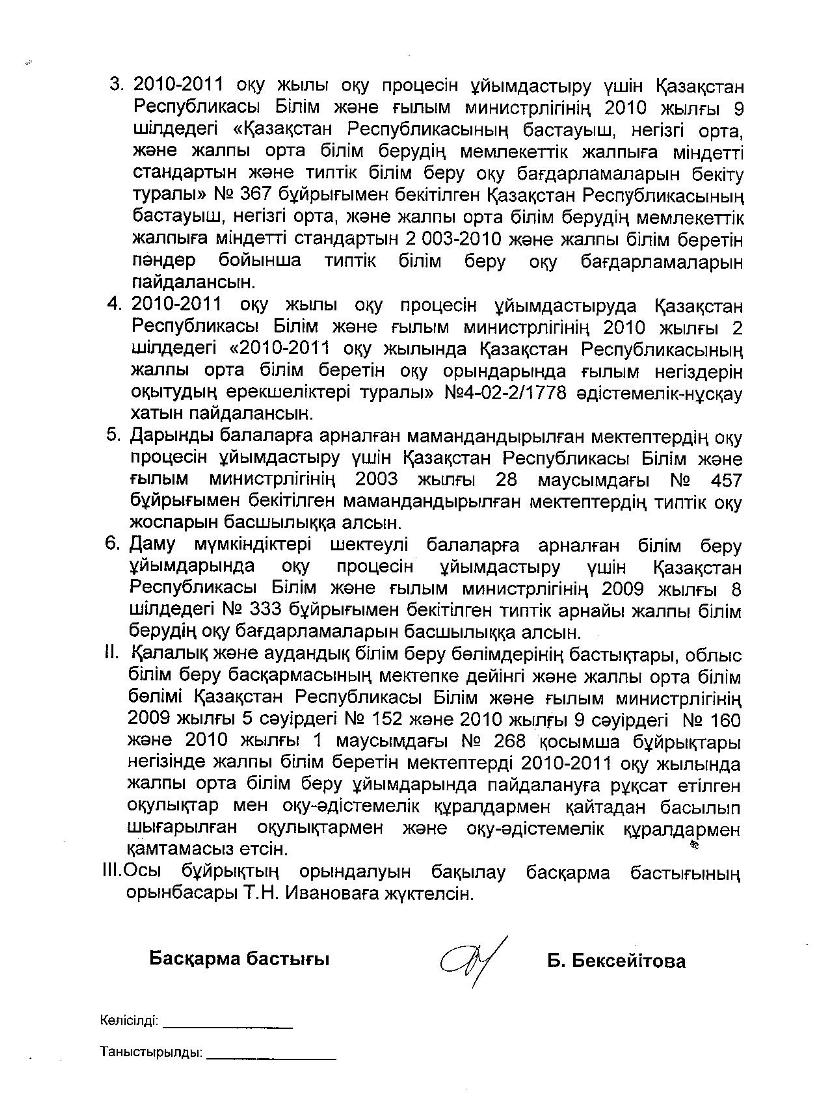 3. 2010-2011 оқу жылы оқу процесін ұйымдастыру үшін Қазақстан
Республикасы Білім және ғылым министрлігінің 2010 жылғы 9
шілдедегі «Қазақстан Республикасының бастауыш, негізгі орта,
және жалпы орта білім берудің мемлекеттік жалпыға міндетті
стандартын және типтік білім беру оқу бағдарламаларын бекіту
туралы» № 367 бұйрығымен бекітілген Қазақстан Республикасының
бастауыш, негізгі орта, және жалпы орта білім берудің мемлекеттік
жалпыға міндетті стандартын 2 003-2010 және жалпы білім беретін
пәндер бойынша типтік білім беру оқу бағдарламаларын
пайдалансын.
4. 2010-2011 оқу жылы оқу процесін ұйымдастыруда Қазақстан
Республикасы Білім және ғылым министрлігінің 2010 жылғы 2
шілдедегі «2010-2011 оқу жылында Қазақстан Республикасының
жалпы орта білім беретін оқу орындарында ғылым негіздерін
оқытудың ерекшеліктері туралы» №4-02-2/1778 әдістемелік-нұсқау
хатын пайдалансын.
5. Дарынды балаларға арналған мамандандырылған мектептердің оқу
процесін ұйымдастыру үшін Қазақстан Республикасы Білім және
ғылым министрлігінің 2003 жылғы 28 маусымдағы № 457
бұйрығымен бекітілген мамандандырылған мектептердің типтік оқу
жоспарын басшылыққа алсын.
6. Даму мүмкіндіктері шектеулі балаларға арналған білім беру
ұйымдарында оқу процесін ұйымдастыру үшін Қазақстан
Республикасы Білім және ғылым министрлігінің 2009 жылғы 8
шілдедегі № 333 бұйрығымен бекітілген типтік арнайы жалпы білім
берудің оқу бағдарламаларын басшылыққа алсын.
II. Қалалық және аудандық білім беру бөлімдерінің бастықтары, облыс
білім беру басқармасының мектепке дейінгі және жалпы орта білім
бөлімі Қазақстан Республикасы Білім және ғылым министрлігінің
2009 жылғы 5 сәуірдегі № 152 және 2010 жылғы 9 сәуірдегі № 160
және 2010 жылғы 1 маусымдағы № 268 қосымша бұйрықтары
негізінде жалпы білім беретін мектептерді 2010-2011 оқу жылында
жалпы орта білім беру ұйымдарында пайдалануға рұқсат етілген
оқулықтар мен оқу-әдістемелік құралдармен қайтадан басылып
шығарылған оқулықтармен және оқу-әдістемелік құралдармен
қамтамасыз етсін.
III.Осы бұйрықтың орындалуын бақылау басқарма бастығының
орынбасары Т.Н. Ивановаға жүктелсін.
Басқарма бастығы Б. Бексейітова
Келісілді: ____________________
Таныстырылды: ____________________